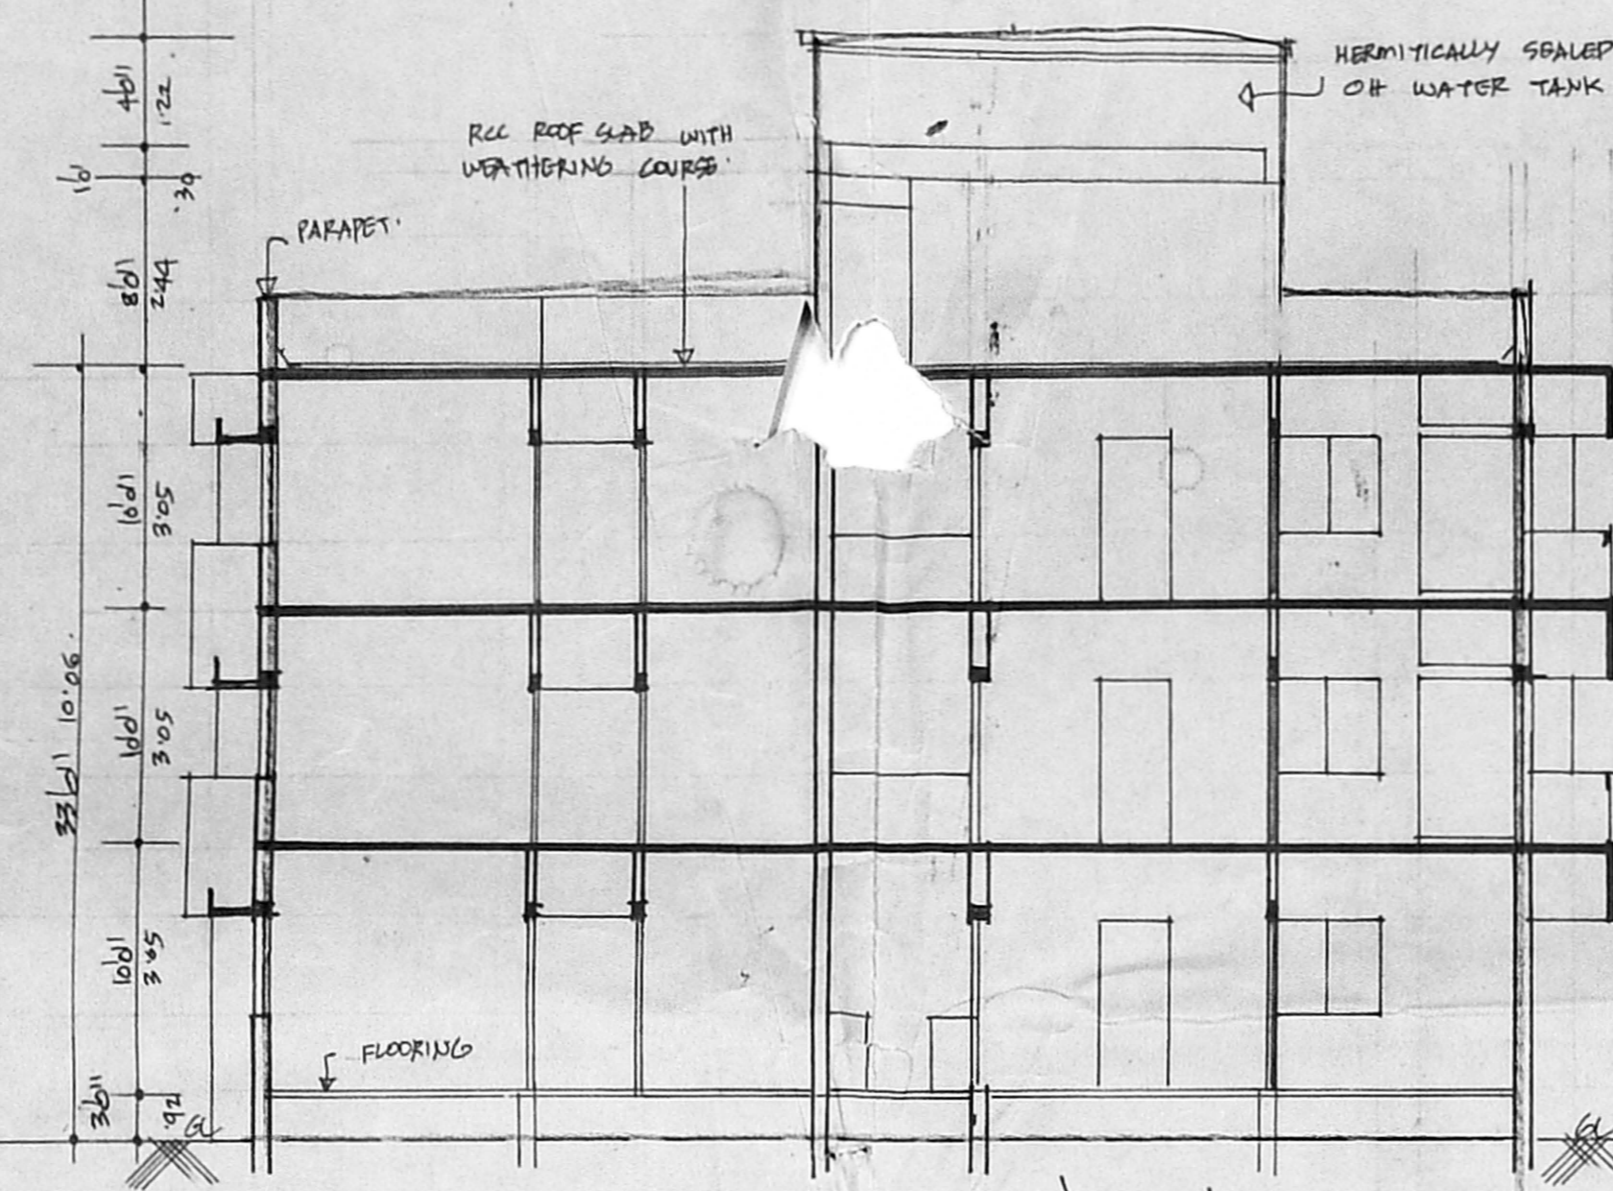 HERMITICALLY SEALED
OH WATER TANK
RCC ROOF SLAB WITH
WEATHERING COURSE.
PARAPET.
FLOORING
4'0"
1.22
1'0"
.30
8'0"
2.44
10'0"
3.05
10'0"
3.05
10'0"
3.05
33'0" 10.06.
3'0"
.92
GL
GL